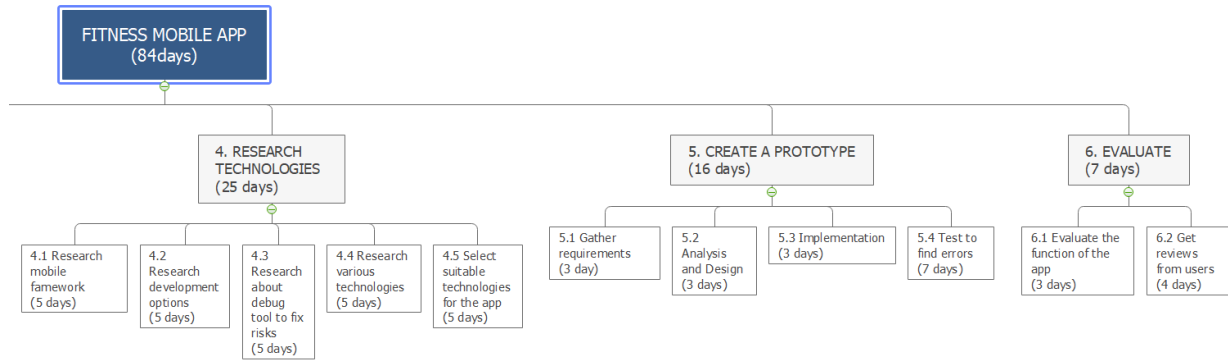 FITNESS MOBILE APP
(84days)
4. RESEARCH
TECHNOLOGIES
(25 days)
5. CREATE A PROTOTYPE
(16 days)
6. EVALUATE
(7 days)
4.1 Research
mobile
famework
(5 days)
4.2
Research
development
options
(5 days)
4.3
Research
about
debug
tool to fix
risks
(5 days)
4.4 Research
various
technologies
(5 days)
4.5 Select
suitable
technologies
for the app
(5 days)
5.1 Gather
requirements
(3 day)
5.2
Analysis
and Design
(3 days)
5.3 Implementation
(3 days)
5.4 Test to
find errors
(7 days)
6.1 Evaluate the
function of the
app
(3 days)
6.2 Get
reviews
from users
(4 days)